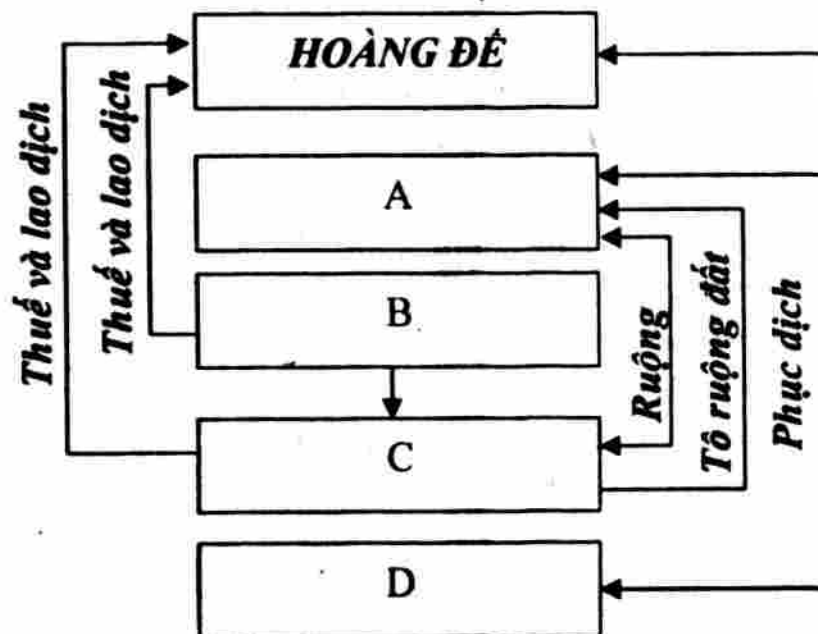 HOÀNG ĐẾ
Thuế và lao dịch
Thuế và lao dịch
A
B
C
D
Ruộng
Tô ruộng đất
Phục dịch